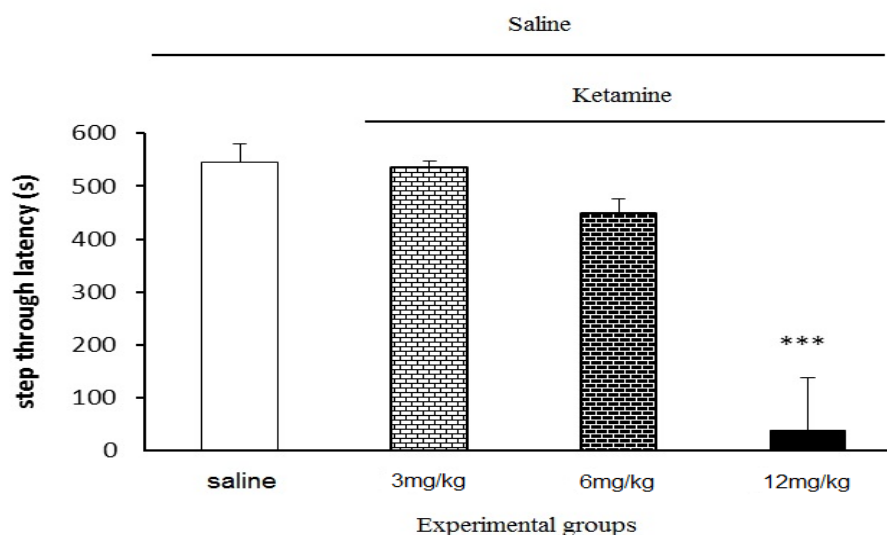 Saline
Ketamine
600
500
400
300
200
100
0
step through latency (s)
***
saline 3mg/kg 6mg/kg 12mg/kg
Experimental groups